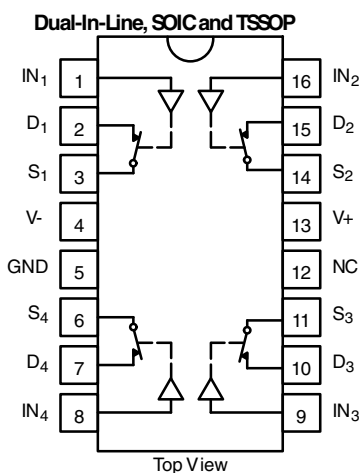 Dual-In-Line, SOIC and TSSOP
IN1 1 16 IN2
D1 2 15 D2
S1 3 14 S2
V- 4 13 V+
GND 5 12 NC
S4 6 11 S3
D4 7 10 D3
IN4 8 9 IN3
Top View